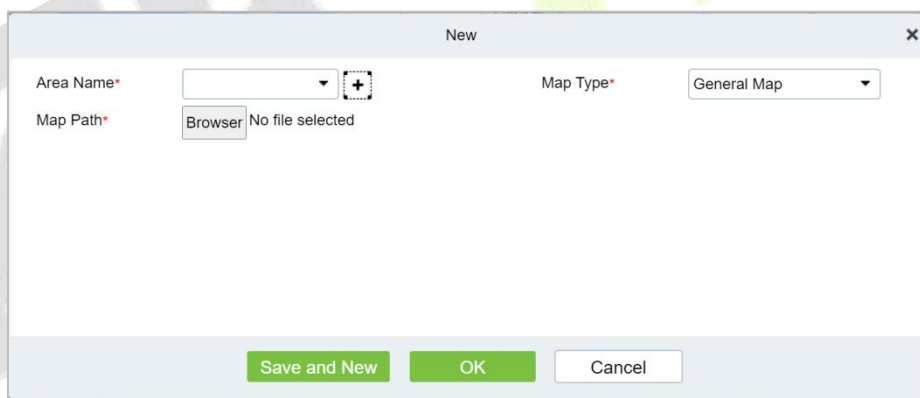 New
Area Name* Map Type* General Map
Map Path* Browser No file selected
Save and New OK Cancel